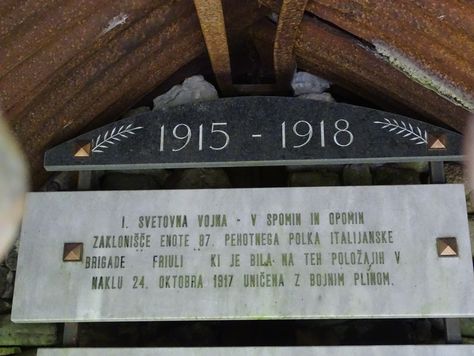 1915 - 1918
I. SVETOVNA VOJNA - V SPOMIN IN OPOMIN
ZAKLONIŠČE ENOTE 87. PEHOTNEGA POLKA ITALIJANSKE
BRIGADE "FRIULI" KI JE BILA NA TEH POLOŽAJIH V
NAKLU 24. OKTOBRA 1917 UNIČENA Z BOJNIM PLINOM.